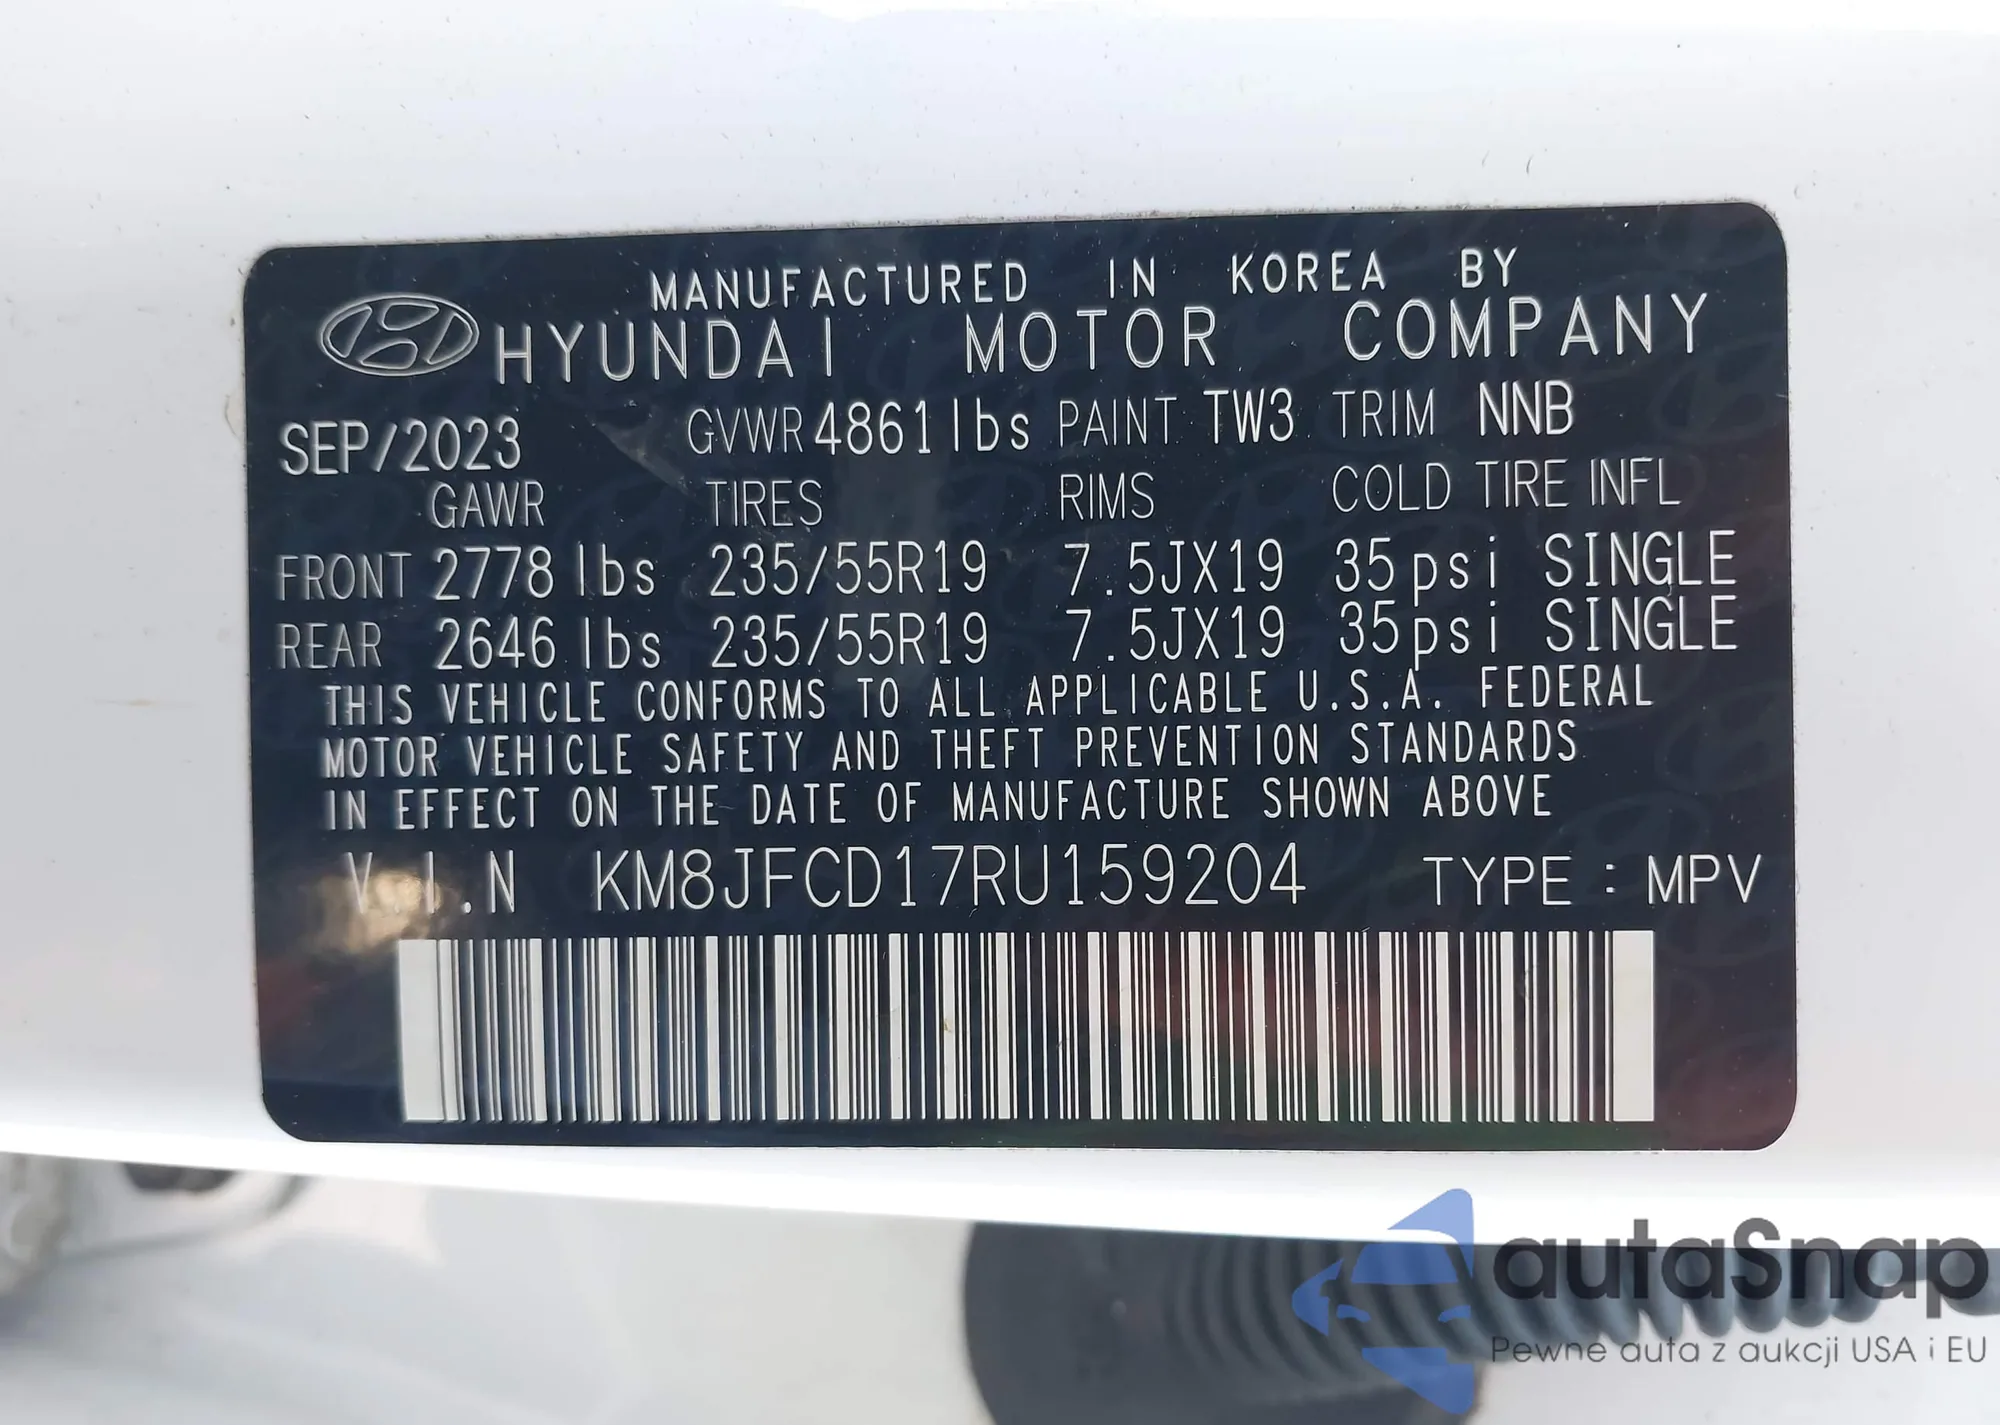 MANUFACTURED IN KOREA BY
HYUNDAI MOTOR COMPANY
SEP/2023 GVWR 4861lbs PAINT TW3 TRIM NNB
GAWR TIRES RIMS COLD TIRE INFL
FRONT 2778 lbs 235/55R19 7.5JX19 35psi SINGLE
REAR 2646 lbs 235/55R19 7.5JX19 35psi SINGLE
THIS VEHICLE CONFORMS TO ALL APPLICABLE U.S.A. FEDERAL
MOTOR VEHICLE SAFETY AND THEFT PREVENTION STANDARDS
IN EFFECT ON THE DATE OF MANUFACTURE SHOWN ABOVE
V.I.N KM8JFCD17RU159204 TYPE : MPV
autaSnap
Pewne auta z aukcji USA i EU